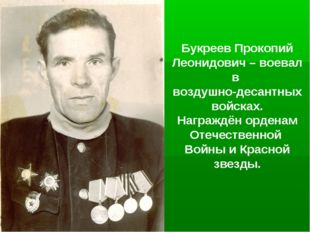 Букреев Прокопий
Леонидович – воевал
в
воздушно-десантных
войсках.
Награждён орденам
Отечественной
Войны и Красной
звезды.